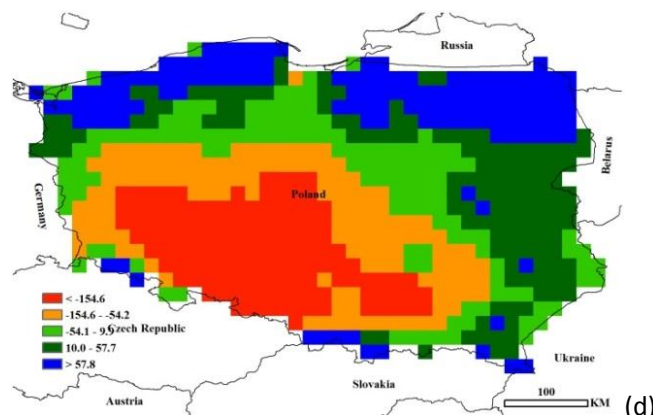 Russia
Belarus
Poland
Germany
< -154.6
-154.6 - -54.2
-54.1 - 9.9
Czech Republic
10.0 - 57.7
> 57.8
Ukraine
Slovakia
Austria
100
KM
(d)